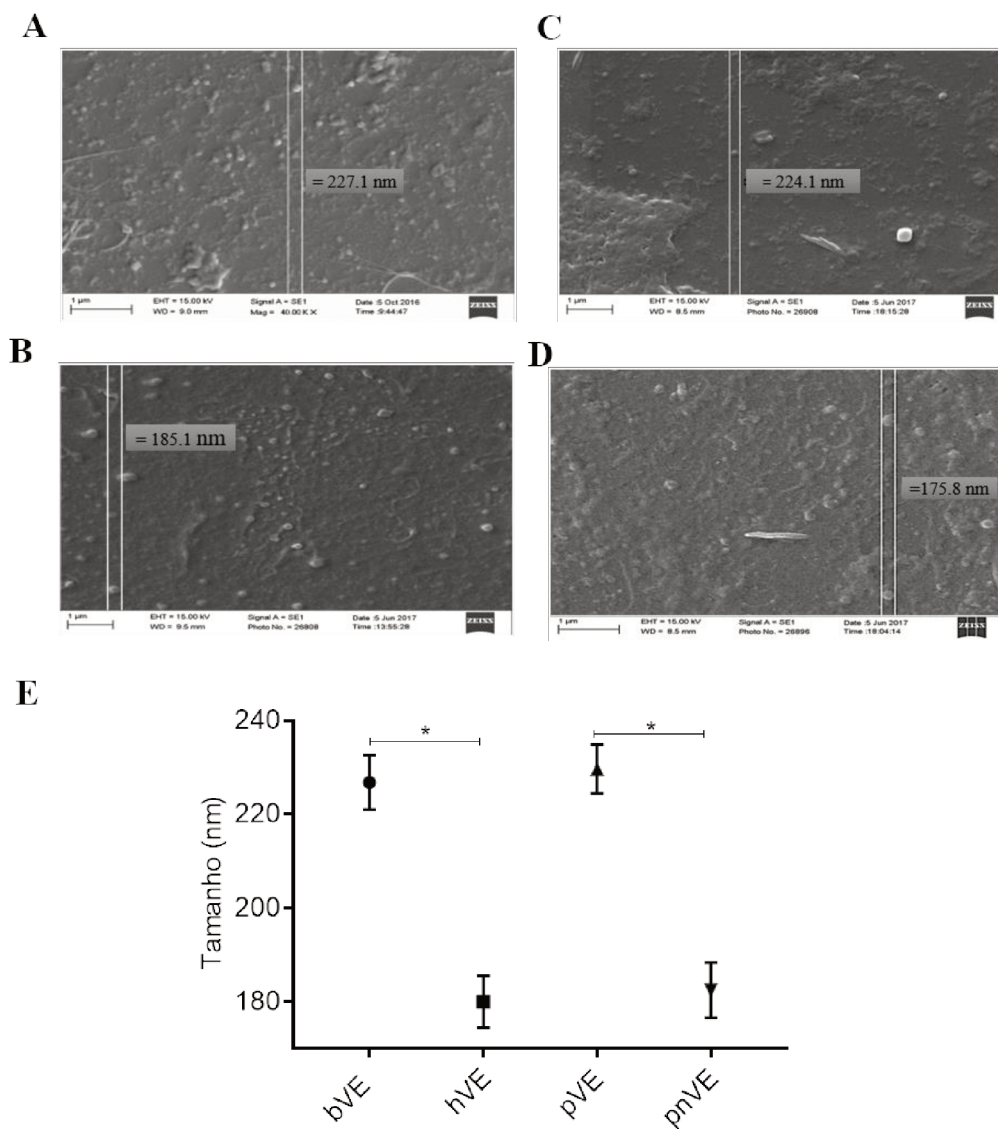 A
= 227.1 nm
1 µm
EHT = 15.00 kV
WD = 9.0 mm
Signal A = SE1
Mag = 40.00 K X
Date :5 Oct 2016
Time :9:44:47
ZEISS
C
= 224.1 nm
1 µm
EHT = 15.00 kV
WD = 8.5 mm
Signal A = SE1
Photo No. = 26908
Date :5 Jun 2017
Time :18:15:28
ZEISS
B
= 185.1 nm
1 µm
EHT = 15.00 kV
WD = 9.5 mm
Signal A = SE1
Photo No. = 26808
Date :5 Jun 2017
Time :13:55:28
ZEISS
D
=175.8 nm
1 µm
EHT = 15.00 kV
WD = 8.5 mm
Signal A = SE1
Photo No. = 26896
Date :5 Jun 2017
Time :18:04:14
ZEISS
E
Tamanho (nm)
240
220
200
180
* *
bVE hVE pVE pnVE